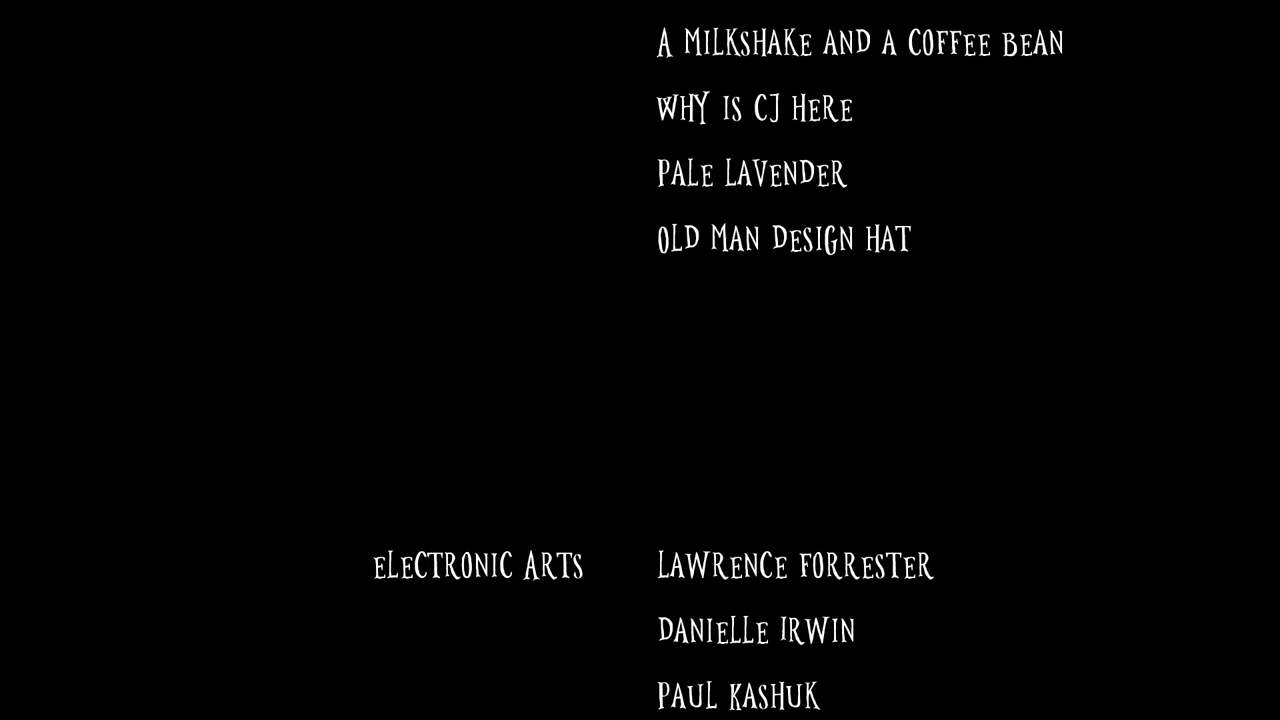 A MILKSHAKE AND A COFFEE BEAN
WHY IS CJ HERE
PALE LAVENDER
OLD MAN DESIGN HAT
ELECTRONIC ARTS LAWRENCE FORRESTER
DANIELLE IRWIN
PAUL KASHUK